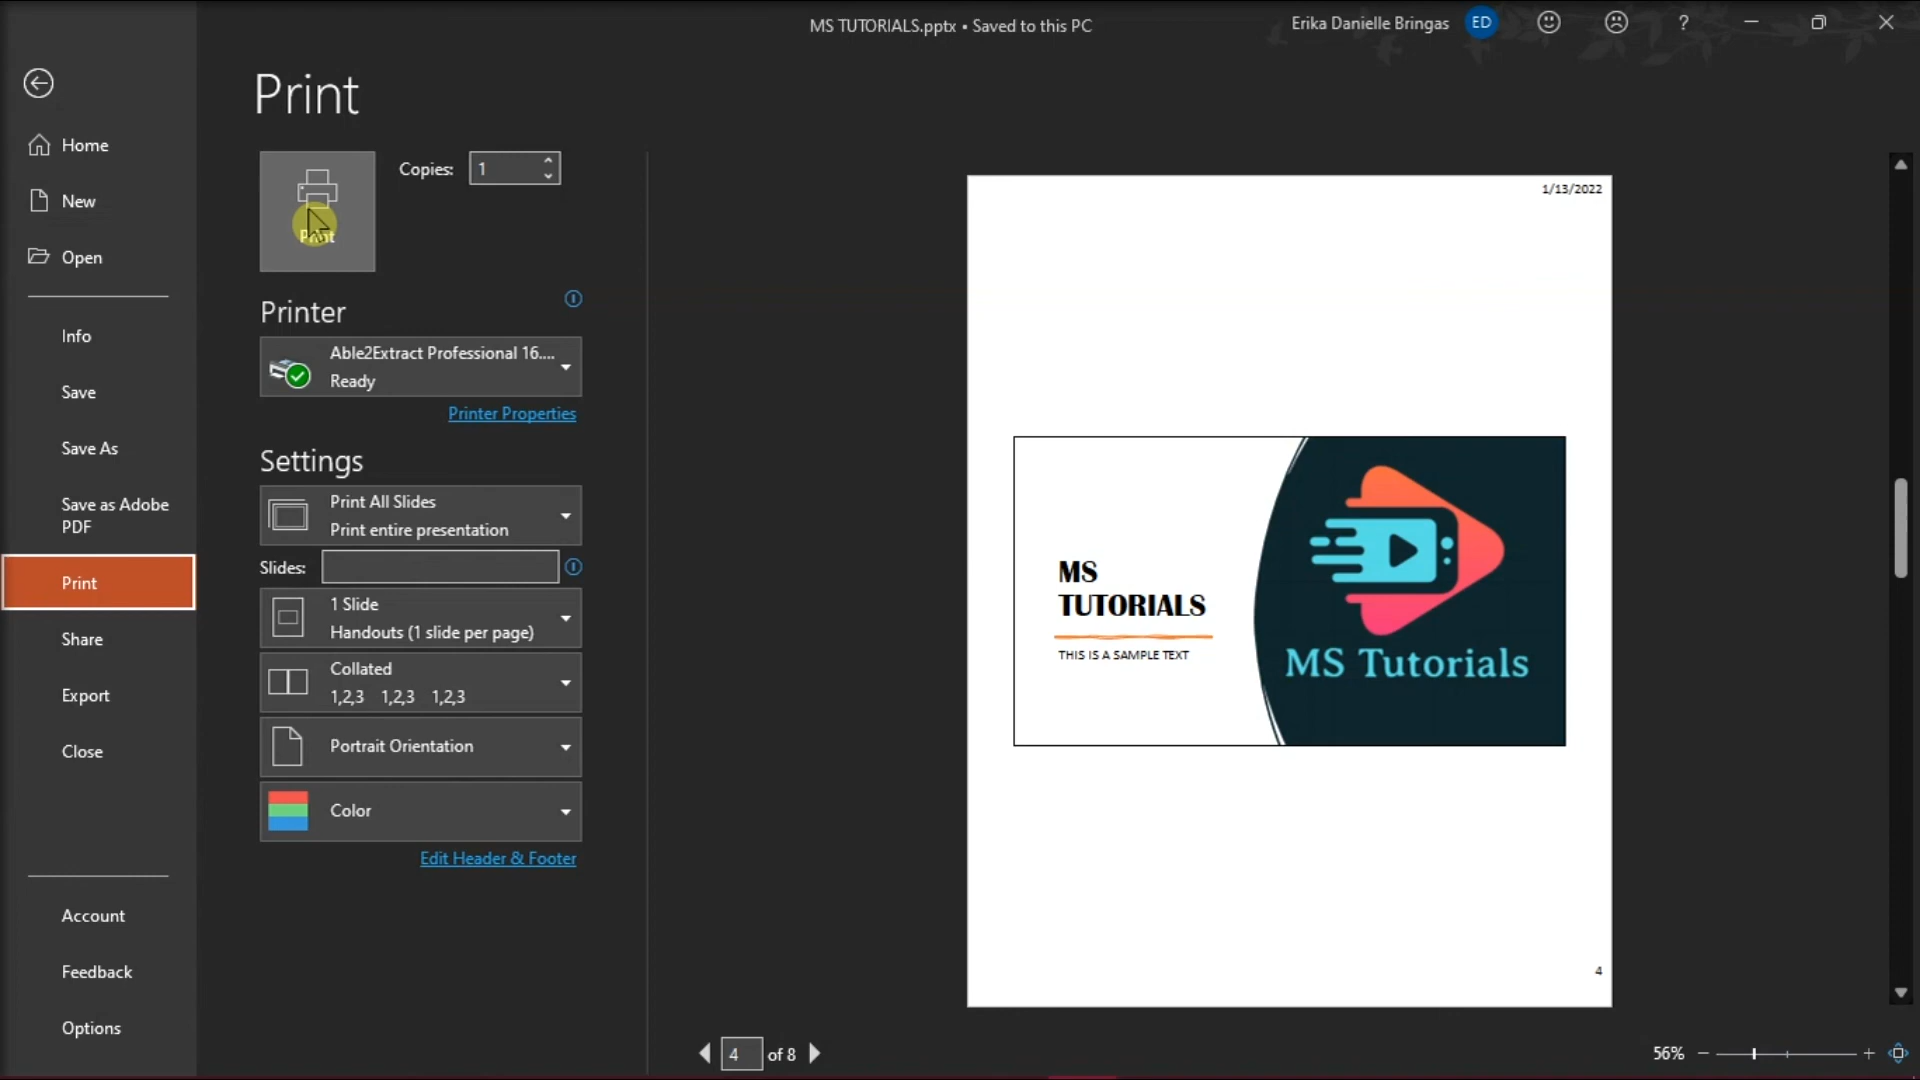 MS TUTORIALS.pptx • Saved to this PC
Erika Danielle Bringas
ED
?
Home
New
Open
Info
Save
Save As
Save as Adobe
PDF
Print
Share
Export
Close
Account
Feedback
Options
Print
Copies: 1
Print
Printer
Able2Extract Professional 16....
Ready
Printer Properties
Settings
Print All Slides
Print entire presentation
Slides:
1 Slide
Handouts (1 slide per page)
Collated
1,2,3 1,2,3 1,2,3
Portrait Orientation
Color
Edit Header & Footer
1/13/2022
MS
TUTORIALS
THIS IS A SAMPLE TEXT
MS Tutorials
4
4 of 8
56%